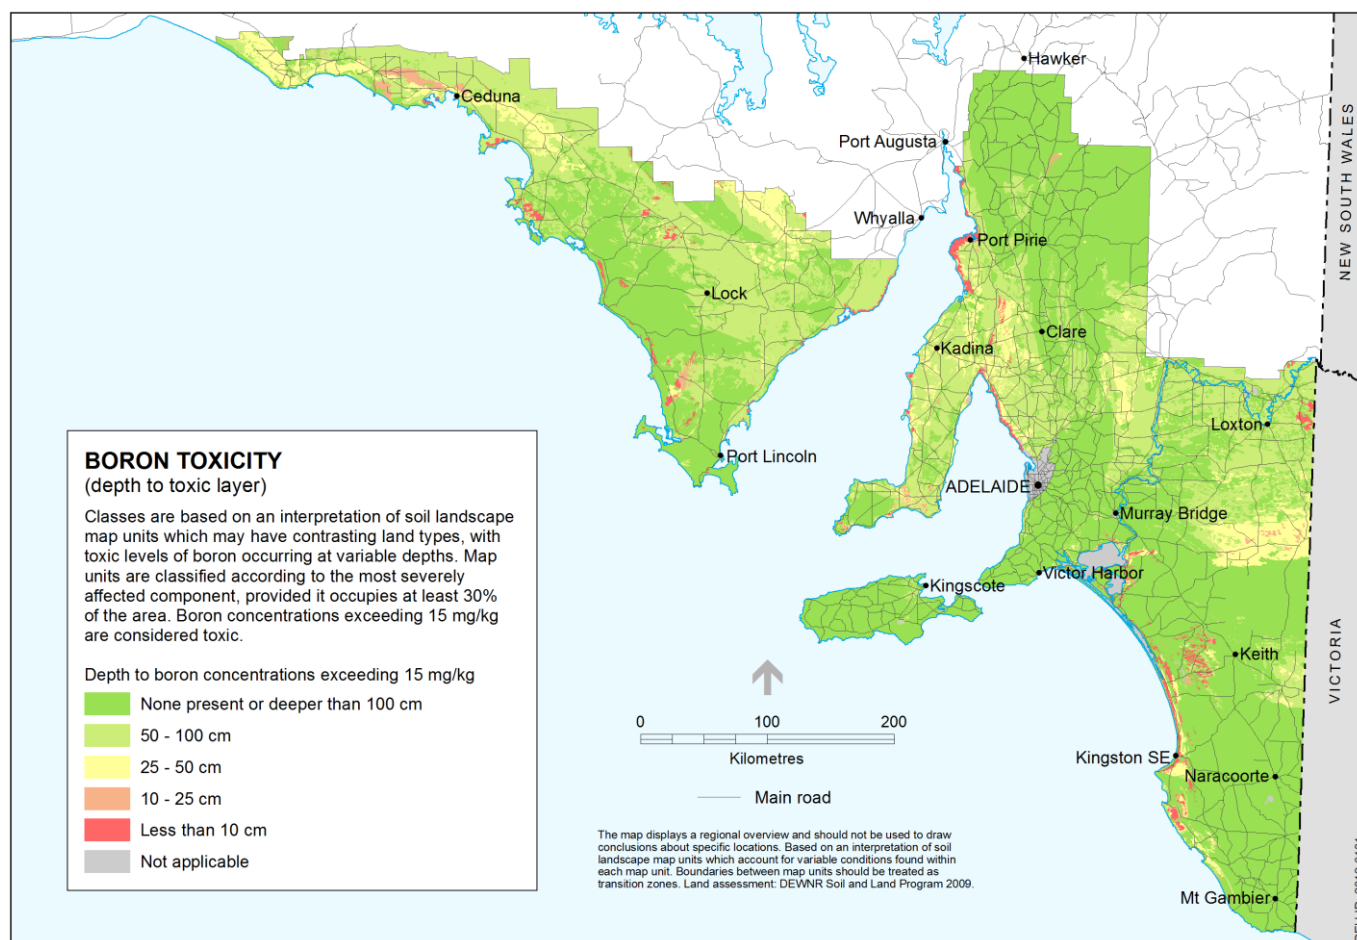 Hawker
Ceduna
Port Augusta
Whyalla
Port Pirie
Lock
Clare
Kadina
Loxton
Port Lincoln
ADELAIDE
Murray Bridge
Victor Harbor
Kingscote
Keith
Kingston SE
Naracoorte
Mt Gambier
NEW SOUTH WALES
VICTORIA
BORON TOXICITY
(depth to toxic layer)
Classes are based on an interpretation of soil landscape
map units which may have contrasting land types, with
toxic levels of boron occurring at variable depths. Map
units are classified according to the most severely
affected component, provided it occupies at least 30%
of the area. Boron concentrations exceeding 15 mg/kg
are considered toxic.
Depth to boron concentrations exceeding 15 mg/kg
None present or deeper than 100 cm
50 - 100 cm
25 - 50 cm
10 - 25 cm
Less than 10 cm
Not applicable
0 100 200
Kilometres
Main road
The map displays a regional overview and should not be used to draw
conclusions about specific locations. Based on an interpretation of soil
landscape map units which account for variable conditions found within
each map unit. Boundaries between map units should be treated as
transition zones. Land assessment: DEWNR Soil and Land Program 2009.